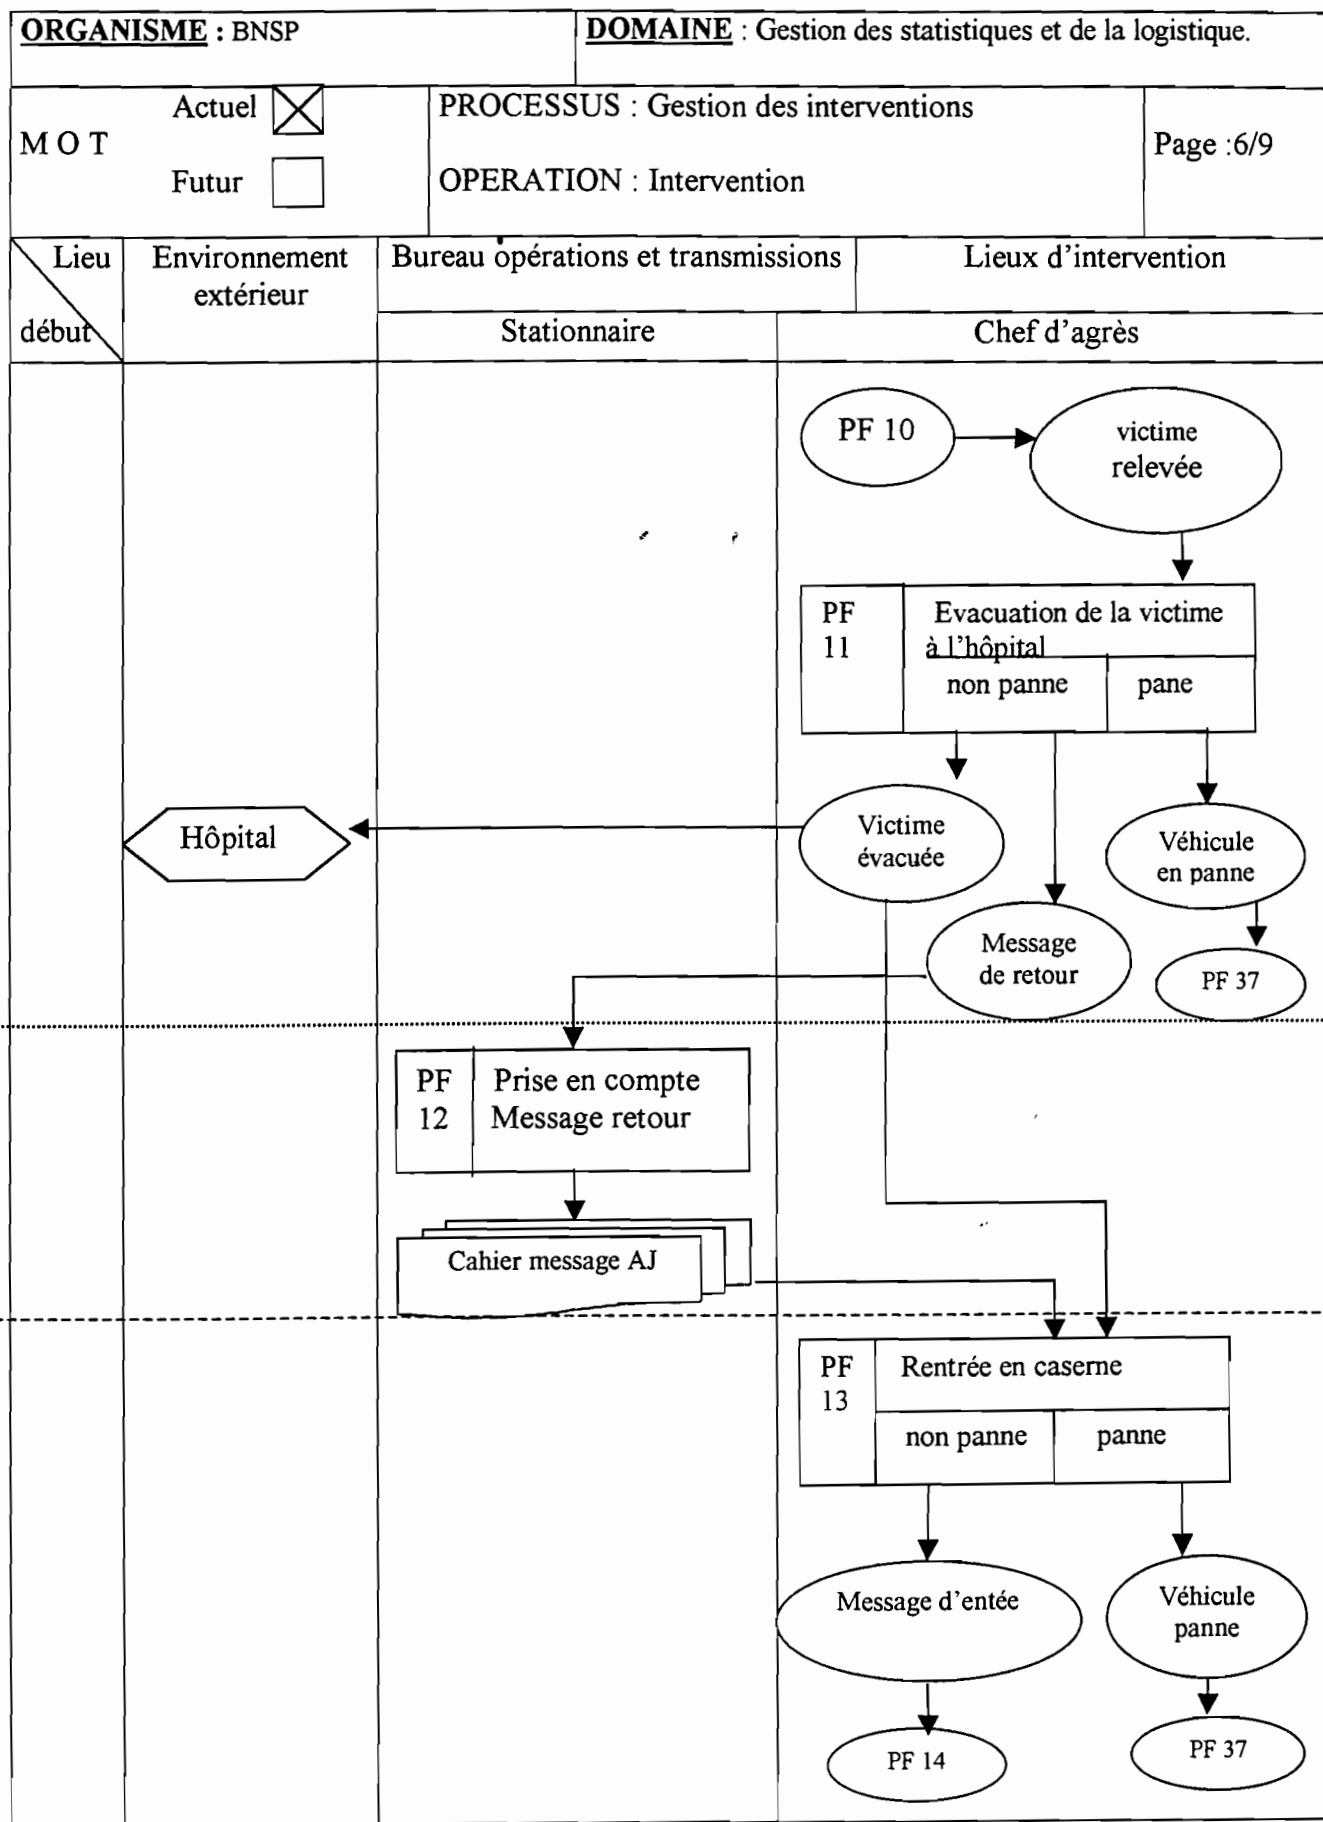 ORGANISME : BNSP
DOMAINE : Gestion des statistiques et de la logistique.
M O T
Actuel
Futur
PROCESSUS : Gestion des interventions
OPERATION : Intervention
Page :6/9
Lieu
début
Environnement
extérieur
Bureau opérations et transmissions
Lieux d'intervention
Stationnaire
Chef d'agrès
PF 10
victime
relevée
PF
11
Evacuation de la victime
à l'hôpital
non panne
pane
Hôpital
Victime
évacuée
Véhicule
en panne
Message
de retour
PF 37
PF
12
Prise en compte
Message retour
Cahier message AJ
PF
13
Rentrée en caserne
non panne
panne
Message d'entée
Véhicule
panne
PF 14
PF 37